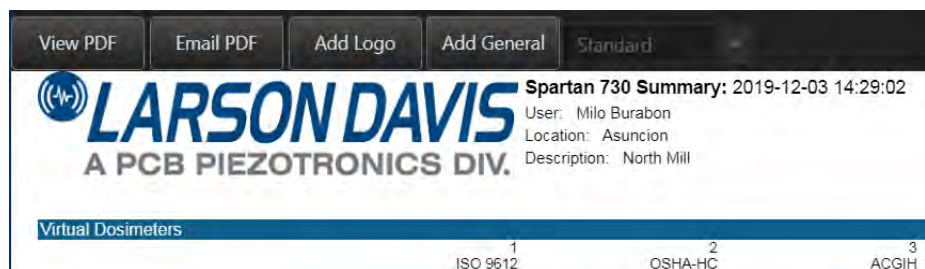 View PDF Email PDF Add Logo Add General Standard
LARSON DAVIS
A PCB PIEZOTRONICS DIV.
Spartan 730 Summary: 2019-12-03 14:29:02
User: Milo Burabon
Location: Asuncion
Description: North Mill
Virtual Dosimeters
1 2 3
ISO 9612 OSHA-HC ACGIH